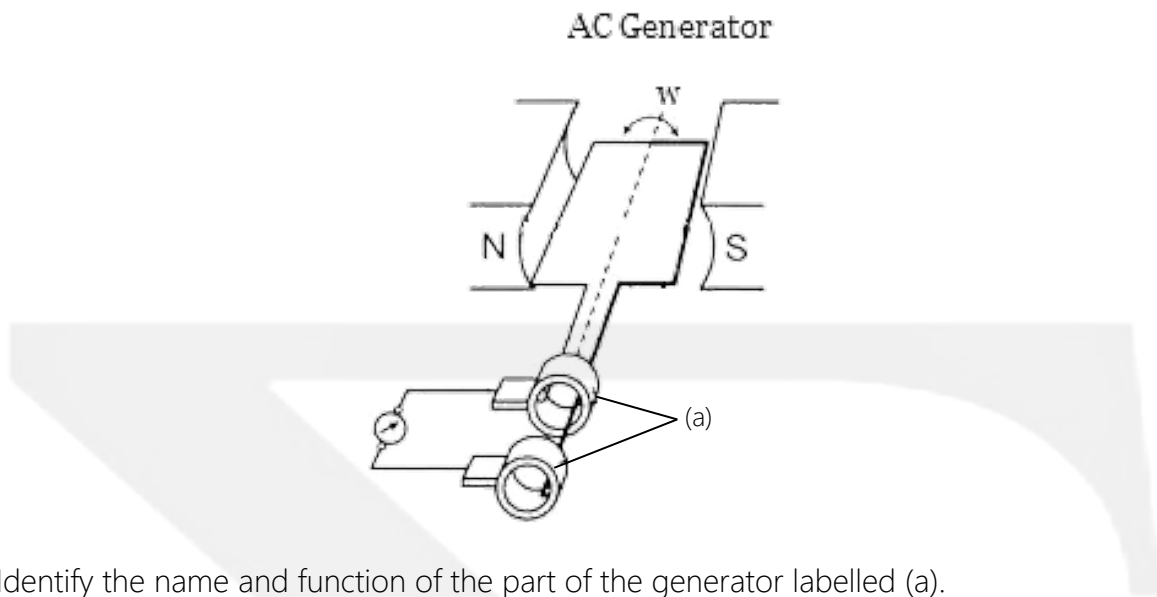 AC Generator
W
N
S
(a)
Identify the name and function of the part of the generator labelled (a).